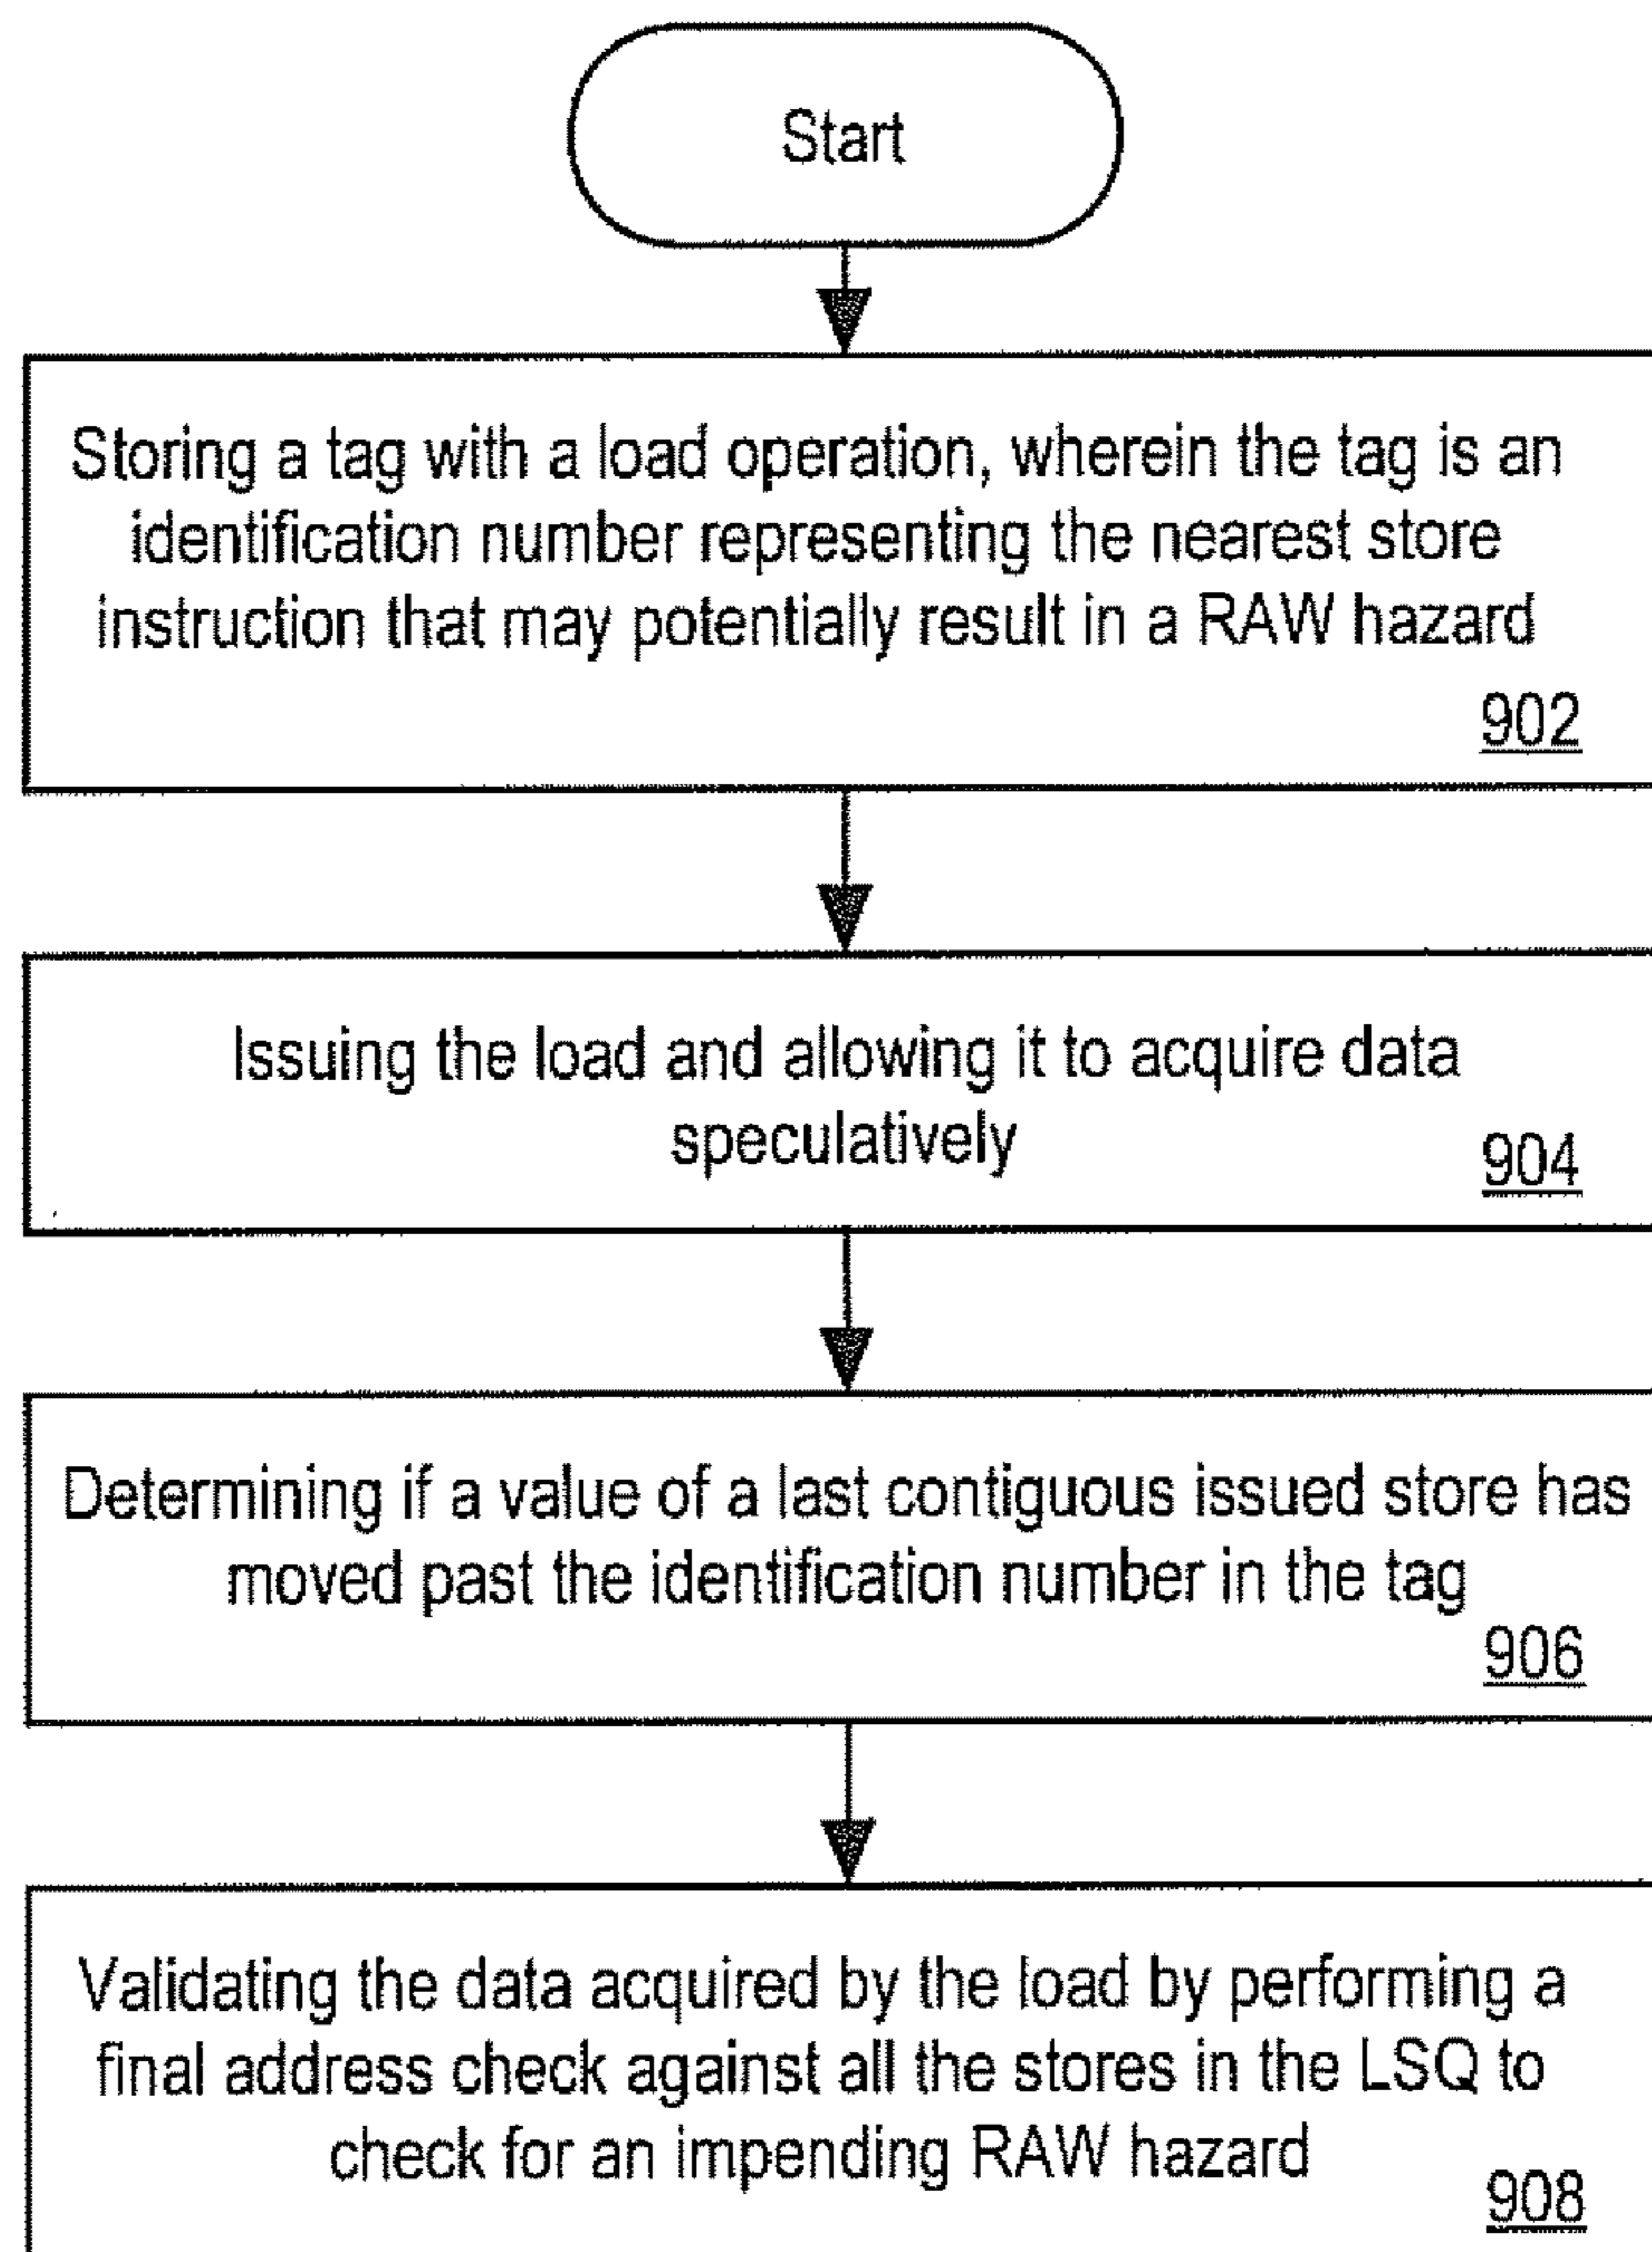 Start
Storing a tag with a load operation, wherein the tag is an
identification number representing the nearest store
instruction that may potentially result in a RAW hazard
902
Issuing the load and allowing it to acquire data
speculatively
904
Determining if a value of a last contiguous issued store has
moved past the identification number in the tag
906
Validating the data acquired by the load by performing a
final address check against all the stores in the LSQ to
check for an impending RAW hazard
908